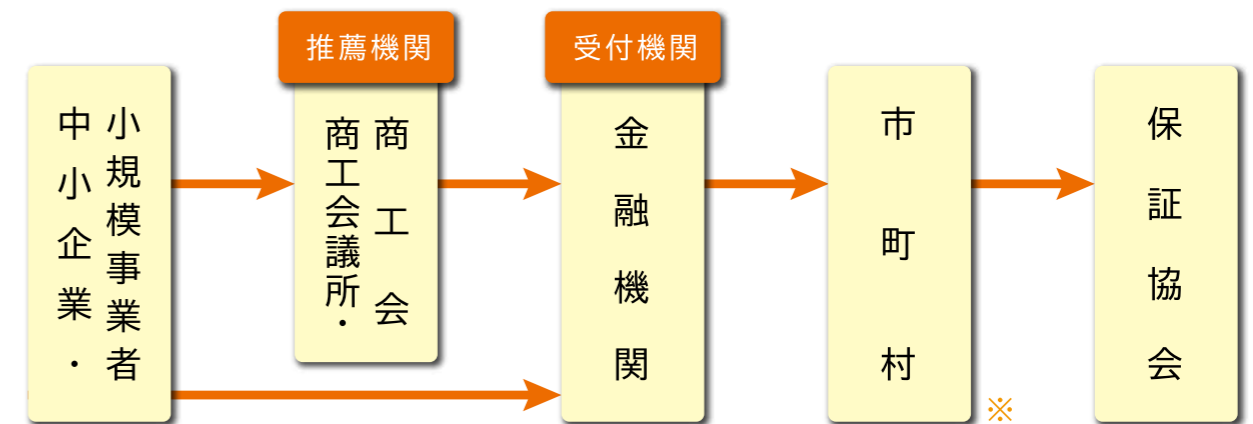 推薦機関
受付機関
中小企業・
小規模事業者
商工会議所・
商工会
金融機関
市町村
※
保証協会